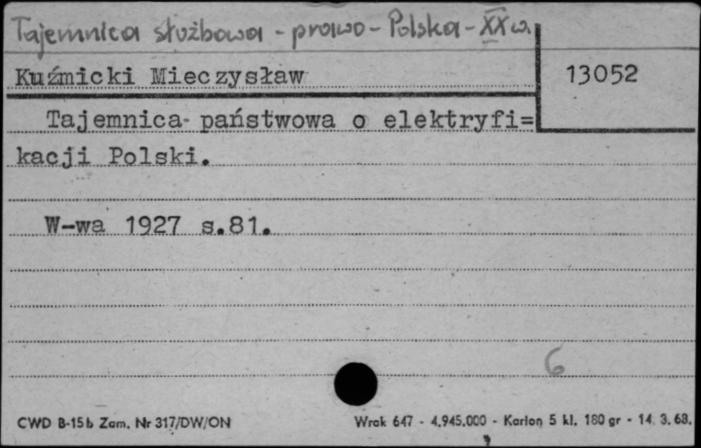 Tajemnica służbowa - prawo - Polska - XX w.
Kuźmicki Mieczysław
13052
Tajemnica państwowa o elektryfi=
kacji Polski.
W-wa 1927 s.81.
6
CWD B-15b Zam. Nr 317/DW/ON
Wrak 647 - 4.945.000 - Karton 5 kl. 180 gr - 14. 3. 68.